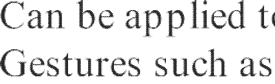 Can be applied to
Gestures such as